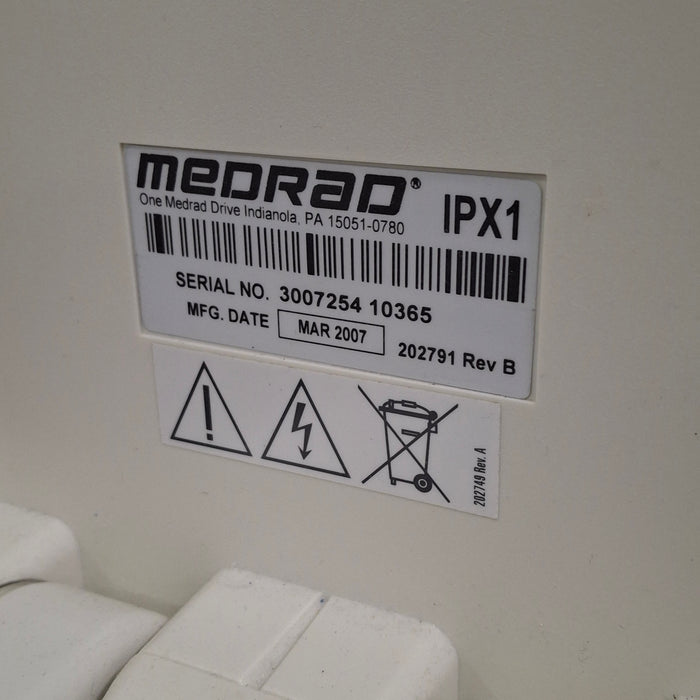 MEDRAD® IPX1
One Medrad Drive Indianola, PA 15051-0780
SERIAL NO. 3007254 10365
MFG. DATE MAR 2007
202791 Rev B
202749 Rev. A